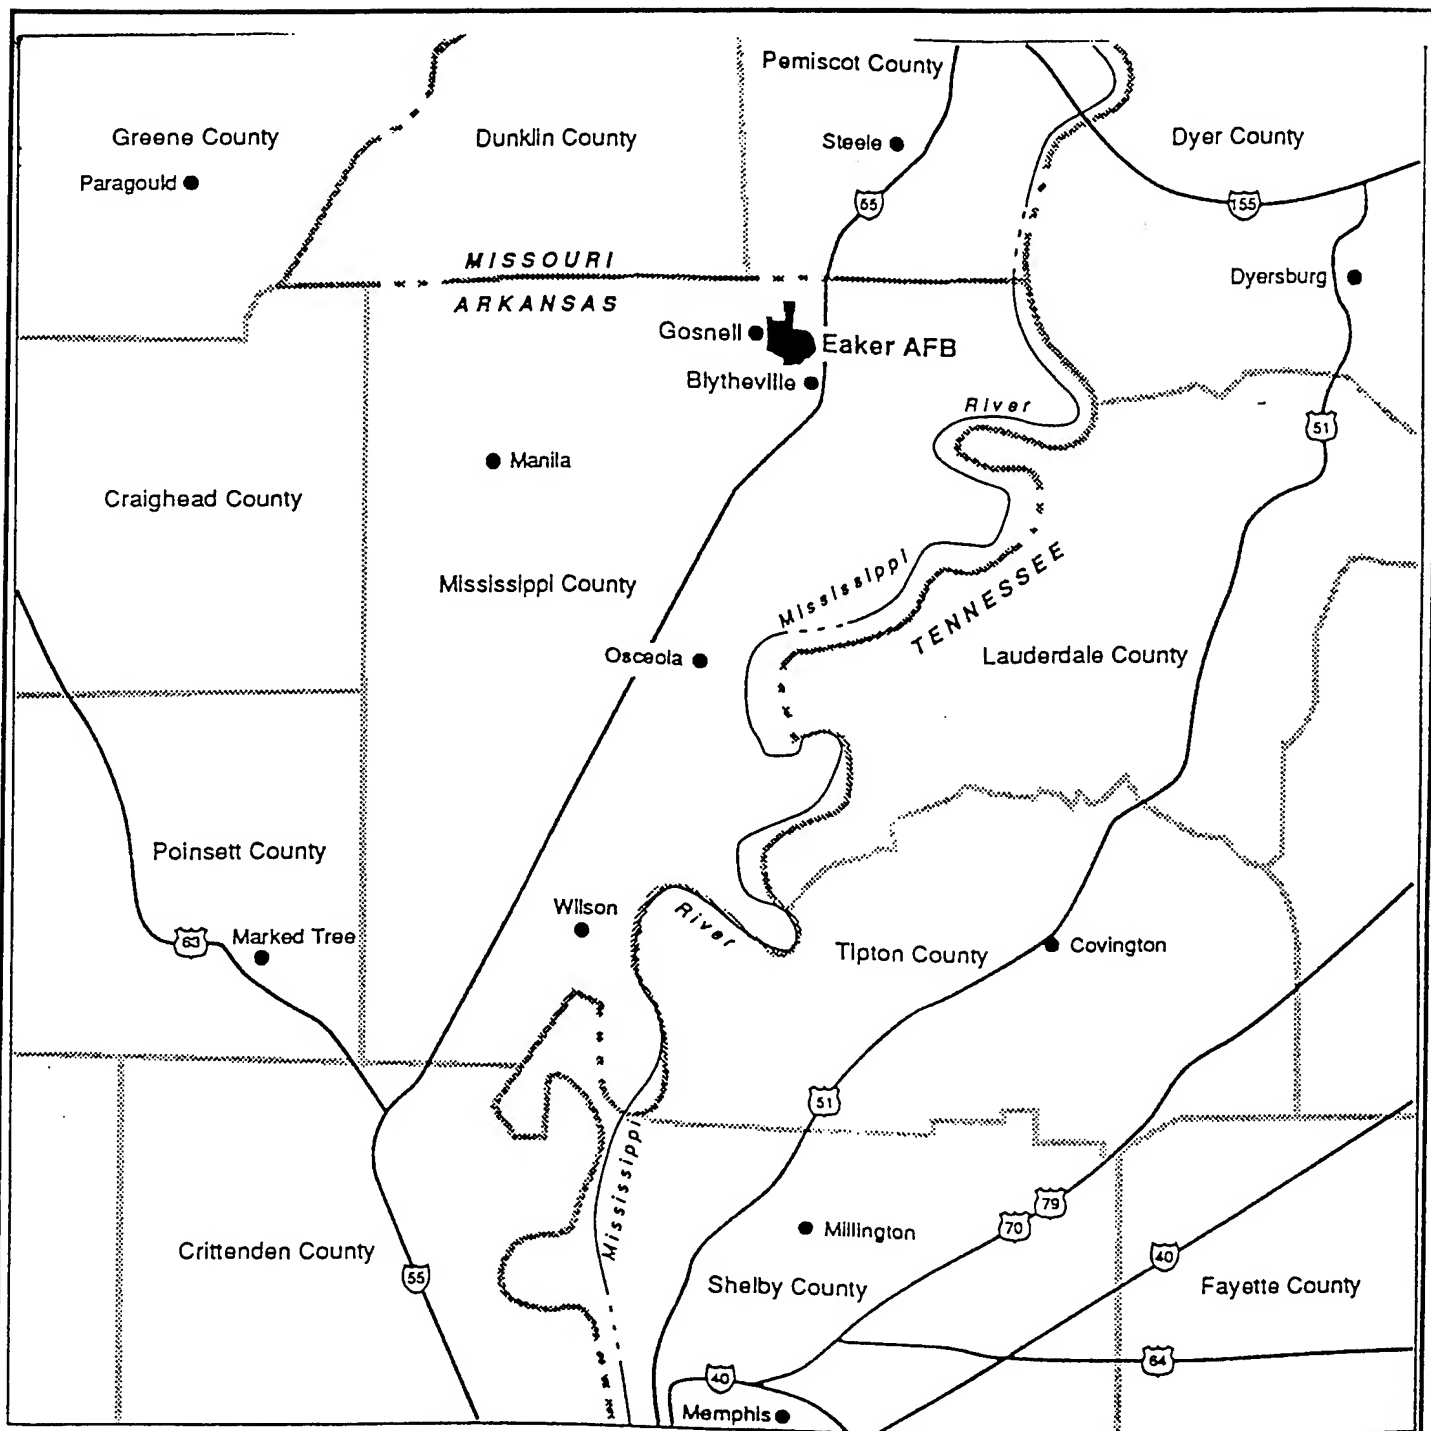 Pemiscot County
Greene County
Dunklin County
Steele
Dyer County
Paragould
55
155
MISSOURI
ARKANSAS
Dyersburg
Gosnell
Eaker AFB
Blytheville
River
51
Manila
Craighead County
Mississippi County
Mississippi
TENNESSEE
Osceola
Lauderdale County
Poinsett County
Wilson
River
63
Marked Tree
Tipton County
Covington
51
Mississippi
79
70
Millington
Crittenden County
40
55
Shelby County
Fayette County
64
40
Memphis